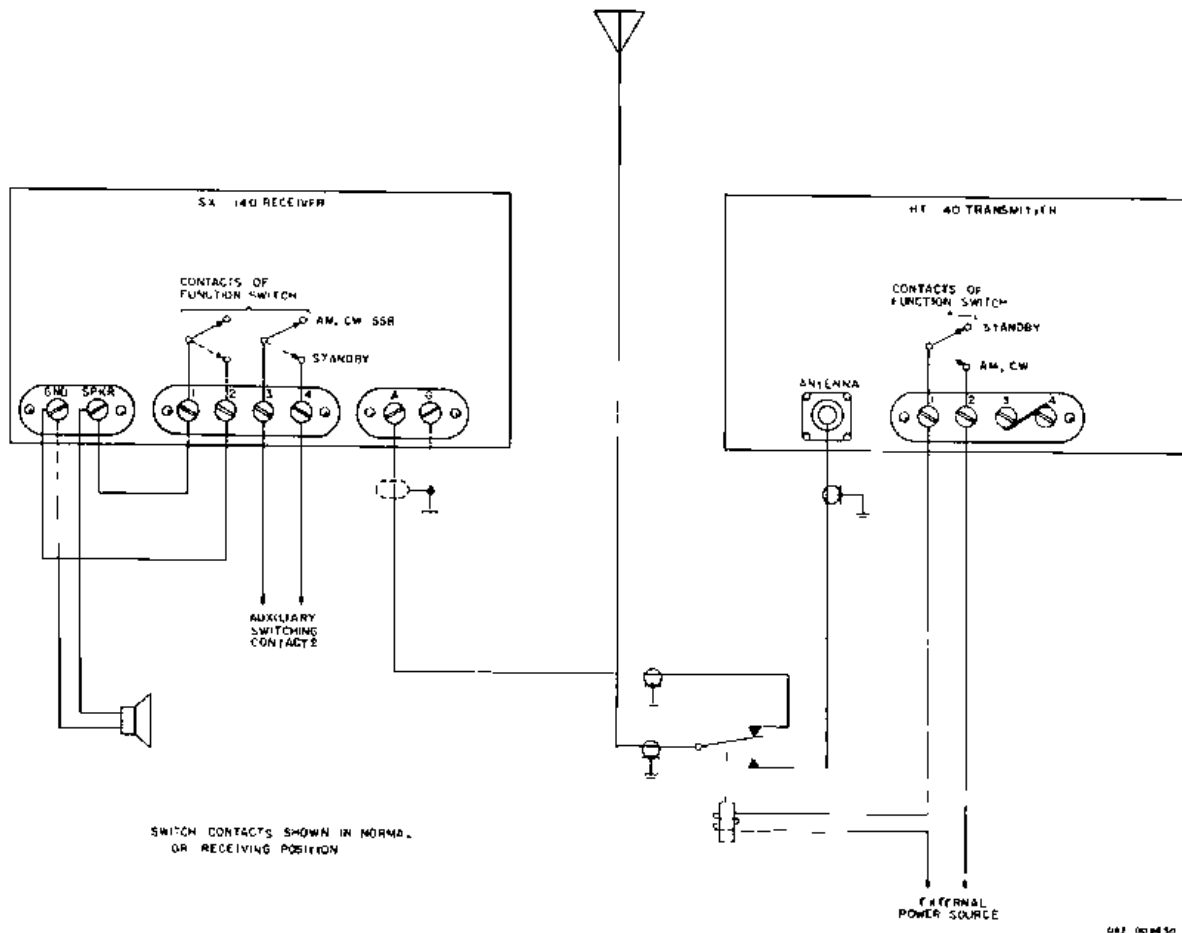 SX 140 RECEIVER
CONTACTS OF
FUNCTION SWITCH
AM, CW SSB
STANDBY
GND SPKR
1 2 3 4
A G
AUXILIARY
SWITCHING
CONTACTS
HT 40 TRANSMITTER
CONTACTS OF
FUNCTION SWITCH
STANDBY
AM, CW
ANTENNA
1 2 3 4
SWITCH CONTACTS SHOWN IN NORMAL
OR RECEIVING POSITION
EXTERNAL
POWER SOURCE